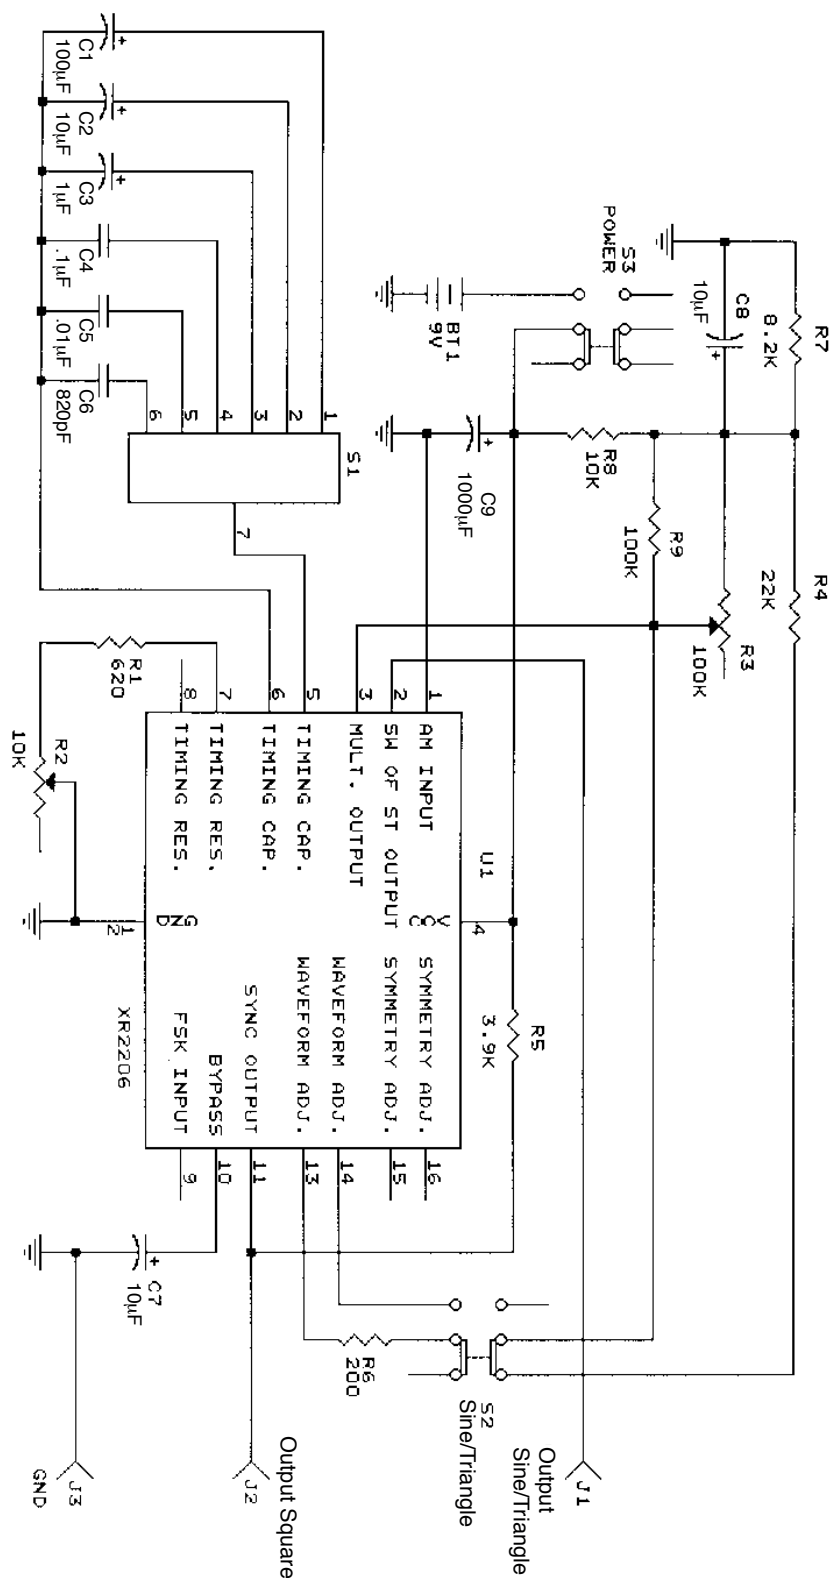 C1
100µF
C2
10µF
C3
1µF
C4
.1µF
C5
.01µF
C6
820pF
1
2
3
4
5
6
S1
7
S3
POWER
BT1
9V
C8
10µF
R7
8.2K
C9
1000µF
R8
10K
R9
100K
R4
22K
R3
100K
R1
620
R2
10K
8
7
6
5
3
2
1
TIMING RES.
TIMING RES.
TIMING CAP.
TIMING CAP.
MULT. OUTPUT
SW OF ST OUTPUT
AM INPUT
U1
VCC
4
GND
12
XR2206
R5
3.9K
FSK INPUT
BYPASS
SYNC OUTPUT
WAVEFORM ADJ.
WAVEFORM ADJ.
SYMMETRY ADJ.
SYMMETRY ADJ.
9
10
11
13
14
15
16
C7
10µF
R6
200
S2
Sine/Triangle
Output
Sine/Triangle
J1
Output Square
J2
J3
GND